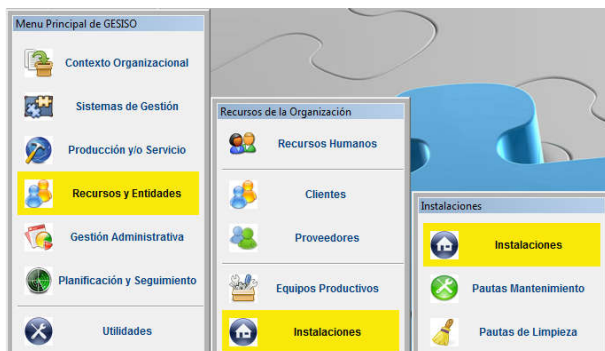 Menu Principal de GESISO
Contexto Organizacional
Sistemas de Gestión
Producción y/o Servicio
Recursos y Entidades
Gestión Administrativa
Planificación y Seguimiento
Utilidades
Recursos de la Organización
Recursos Humanos
Clientes
Proveedores
Equipos Productivos
Instalaciones
Instalaciones
Instalaciones
Pautas Mantenimiento
Pautas de Limpieza